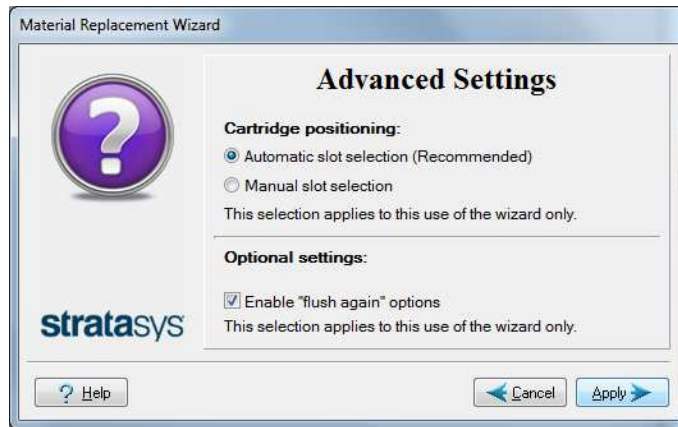 Material Replacement Wizard
Advanced Settings
Cartridge positioning:
Automatic slot selection (Recommended)
Manual slot selection
This selection applies to this use of the wizard only.
Optional settings:
Enable "flush again" options
This selection applies to this use of the wizard only.
stratasys
? Help
Cancel
Apply